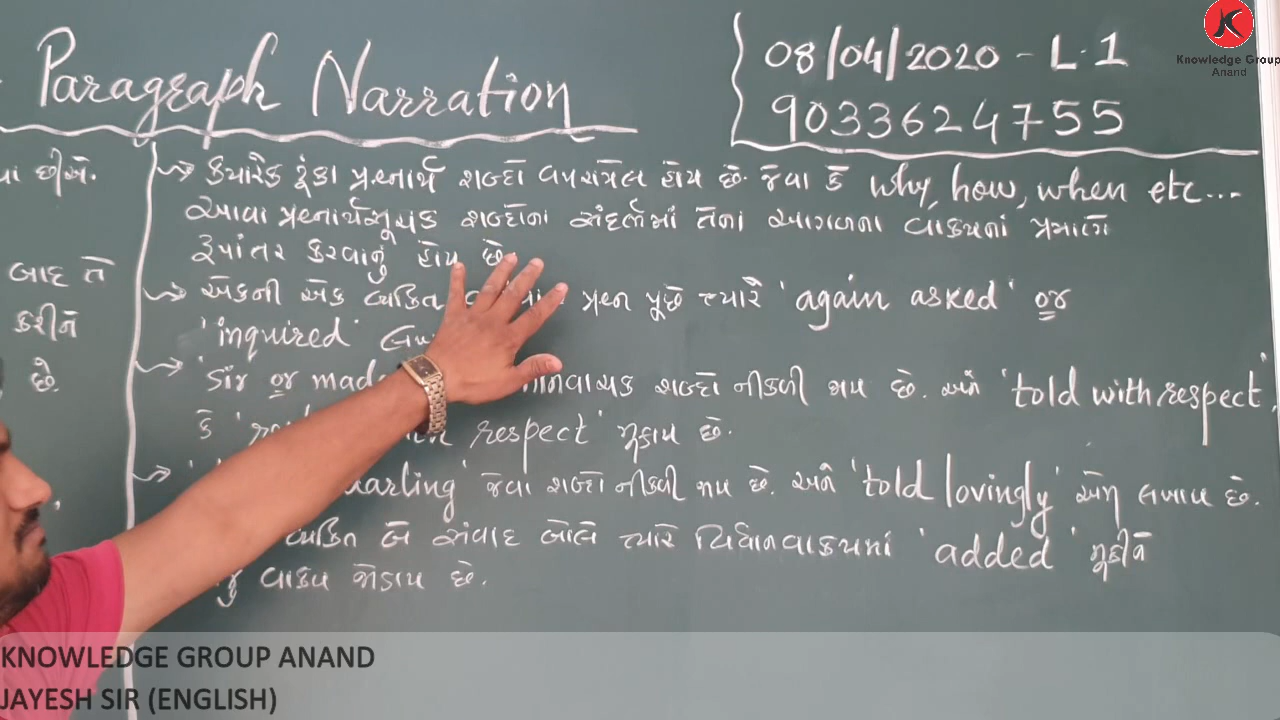 Paragraph Narration
08/04/2020 - L-1
9033624755
Knowledge Group
Anand
માં છીએ.
બાદ તે
કરીને
છે.
ક્યારેક ટૂંકા પ્રશ્નાર્થ શબ્દો વપરાયેલ હોય છે. જેવા કે why, how, when etc...
આવા પ્રશ્નાર્થસૂચક શબ્દોના સંદર્ભમાં તેના આગળના વાક્યનાં પ્રમાણે
રૂપાંતર કરવાનું હોય છે.
એકની એક વ્યક્તિ પ્રશ્ન પૂછે ત્યારે 'again asked' or
'inquired'
'Sir or શબ્દો નીકળી જાય છે. અને 'told with respect'
કે respect' મૂકાય છે.
darling' જેવા શબ્દો નીકળી જાય છે. અને 'told lovingly' એમ લખાય છે.
વ્યક્તિ બે સંવાદ બોલે ત્યારે વિધાનવાક્યમાં 'added' મૂકીને
વાક્ય જોડાય છે.
KNOWLEDGE GROUP ANAND
JAYESH SIR (ENGLISH)